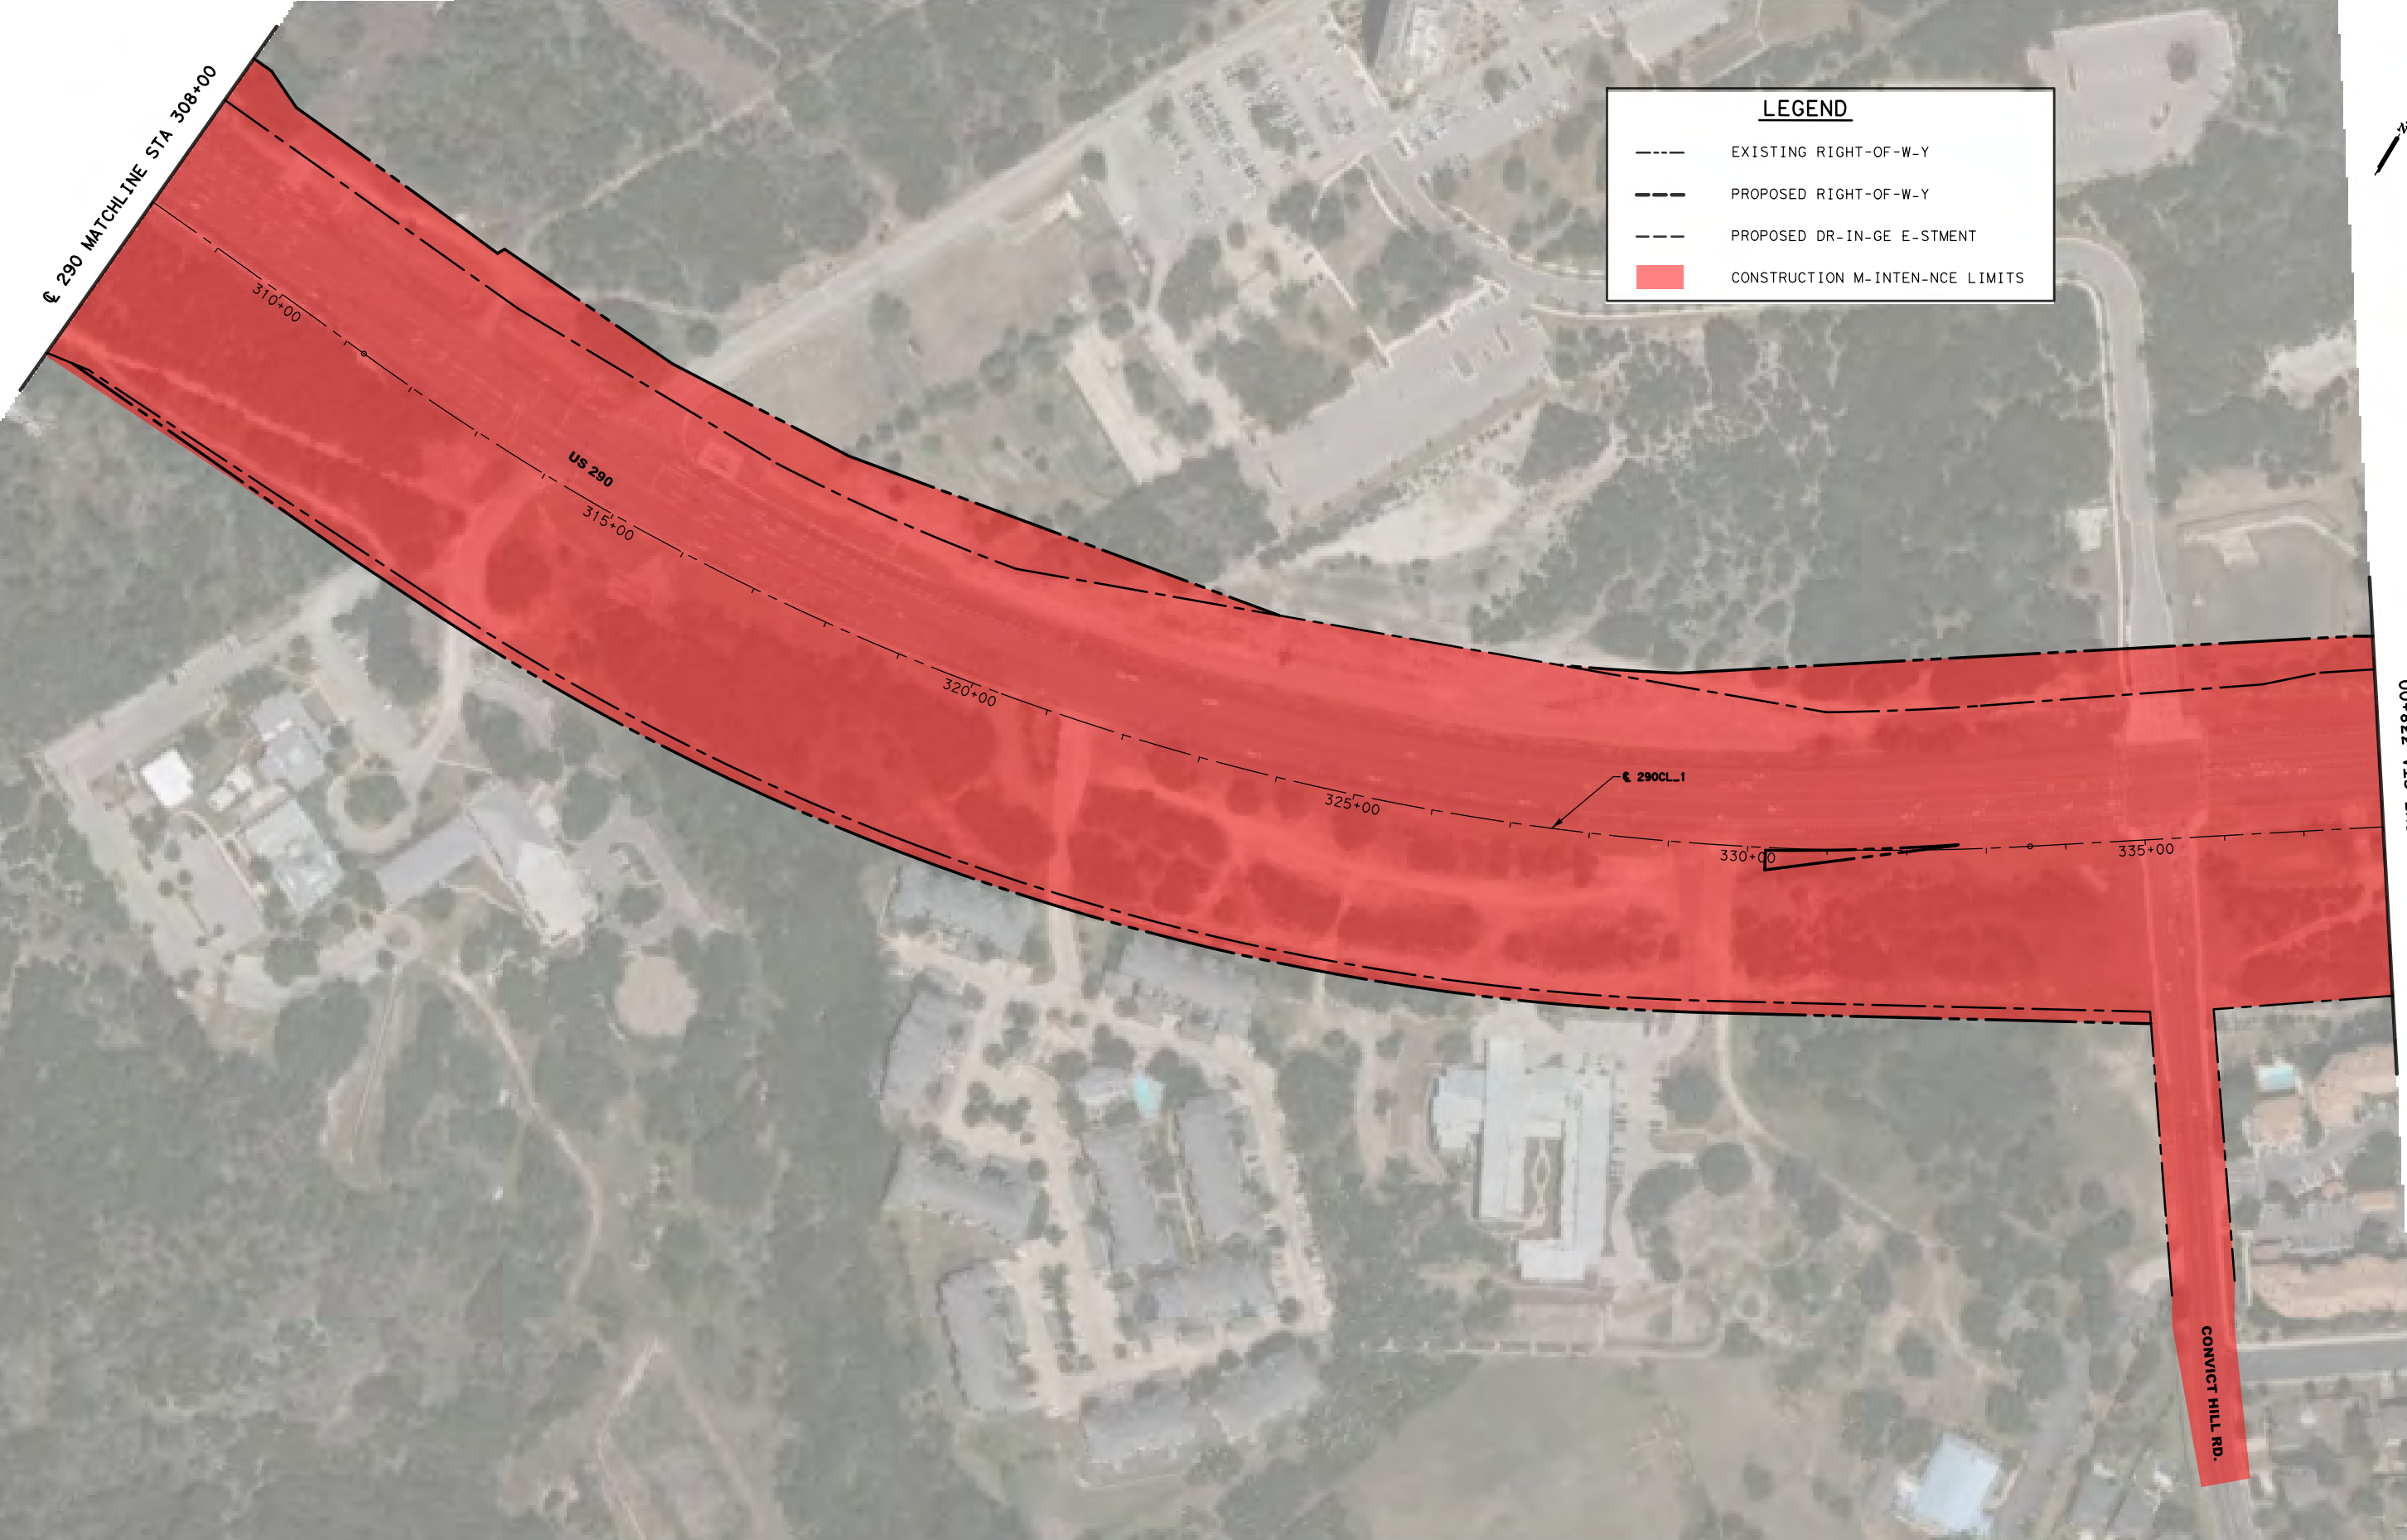 ℄ 290 MATCHLINE STA 308+00
LEGEND
EXISTING RIGHT-OF-W-Y
PROPOSED RIGHT-OF-W-Y
PROPOSED DR-IN-GE E-STMENT
CONSTRUCTION M-INTEN-NCE LIMITS
310+00
US 290
315+00
320+00
℄ 290CL_1
325+00
330+00
335+00
CONVICT HILL RD.